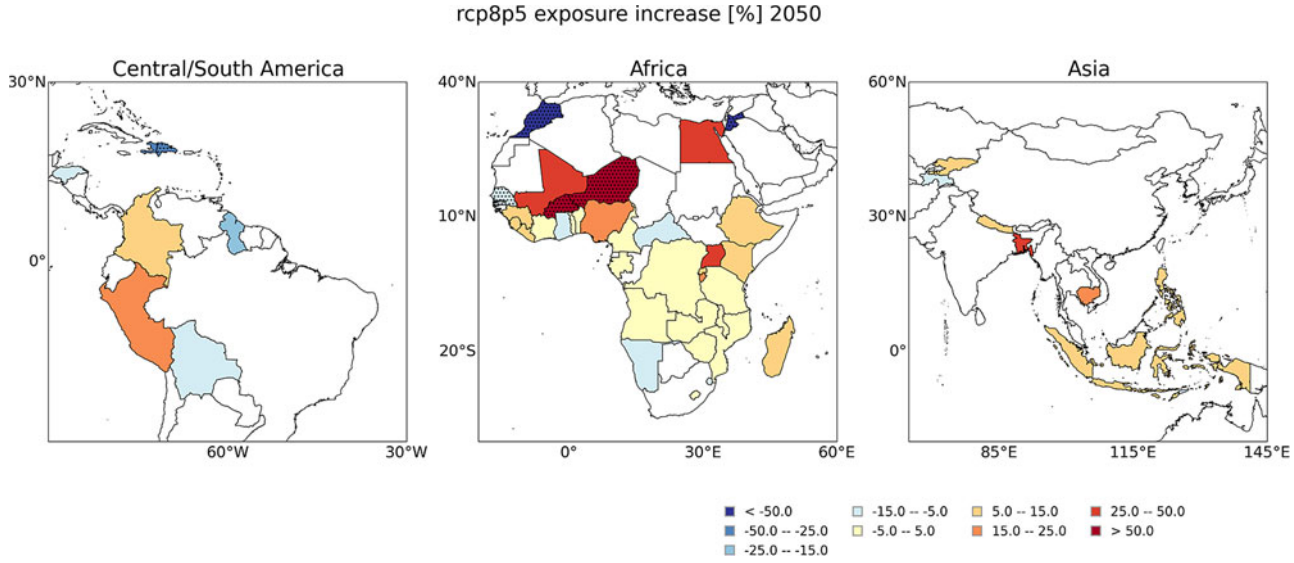 rcp8p5 exposure increase [%] 2050
Central/South America
Africa
Asia
30°N
0°
60°W
30°W
40°N
10°N
20°S
0°
30°E
60°E
60°N
30°N
0°
85°E
115°E
145°E
< -50.0
-50.0 -- -25.0
-25.0 -- -15.0
-15.0 -- -5.0
-5.0 -- 5.0
5.0 -- 15.0
15.0 -- 25.0
25.0 -- 50.0
> 50.0